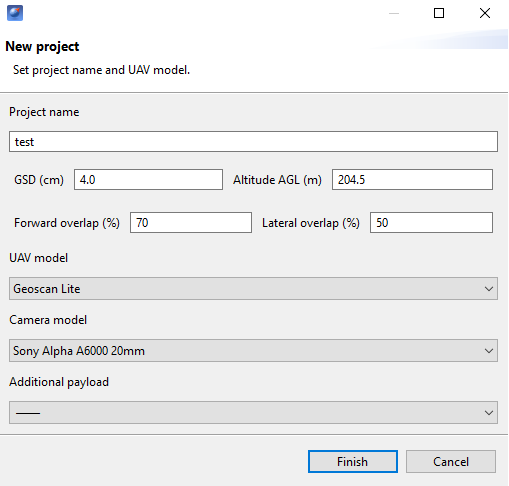 New project
Set project name and UAV model.
Project name
test
GSD (cm) 4.0 Altitude AGL (m) 204.5
Forward overlap (%) 70 Lateral overlap (%) 50
UAV model
Geoscan Lite
Camera model
Sony Alpha A6000 20mm
Additional payload
——
Finish Cancel